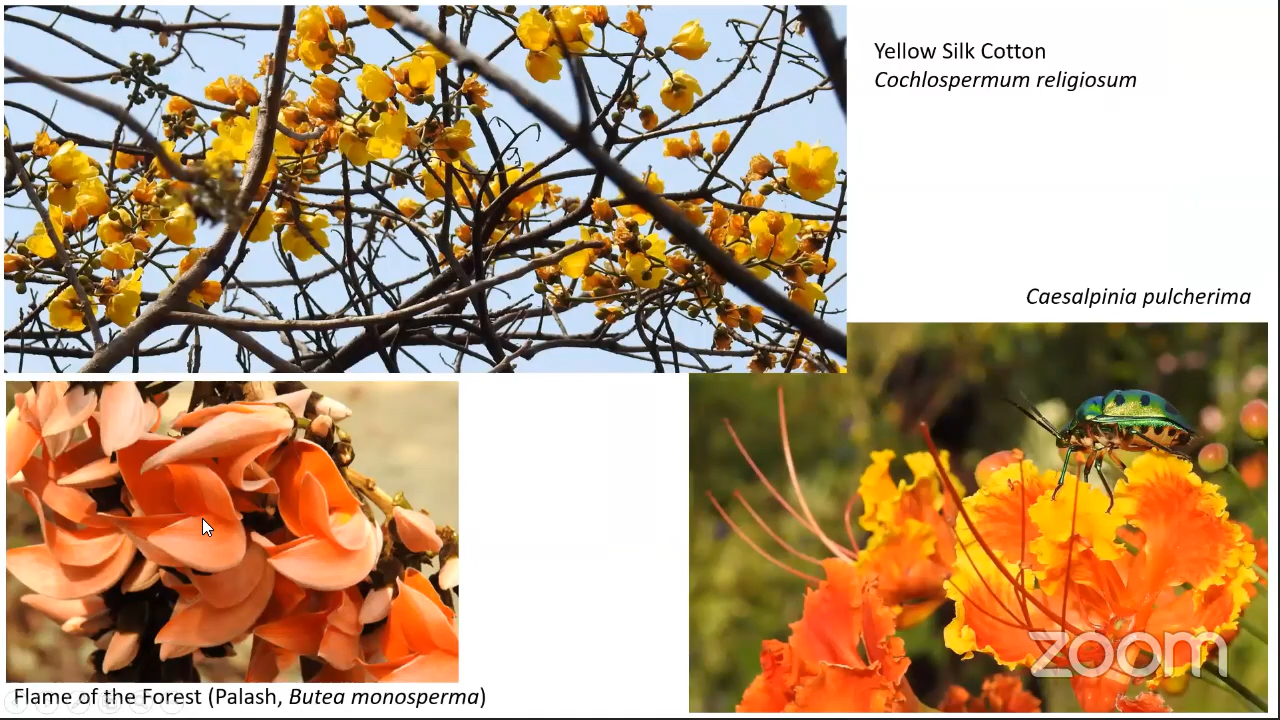 Yellow Silk Cotton
Cochlospermum religiosum
Caesalpinia pulcherima
zoom
Flame of the Forest (Palash, Butea monosperma)